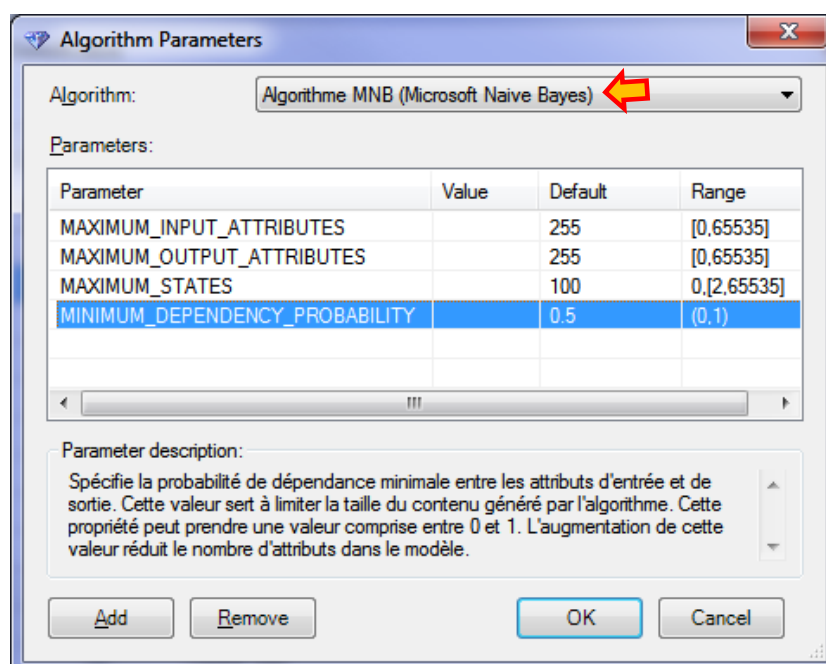 Algorithm Parameters
Algorithm: Algorithme MNB (Microsoft Naive Bayes)
Parameters:
Parameter Value Default Range
MAXIMUM_INPUT_ATTRIBUTES 255 [0,65535]
MAXIMUM_OUTPUT_ATTRIBUTES 255 [0,65535]
MAXIMUM_STATES 100 0,[2,65535]
MINIMUM_DEPENDENCY_PROBABILITY 0.5 (0,1)
Parameter description:
Spécifie la probabilité de dépendance minimale entre les attributs d'entrée et de
sortie. Cette valeur sert à limiter la taille du contenu généré par l'algorithme. Cette
propriété peut prendre une valeur comprise entre 0 et 1. L'augmentation de cette
valeur réduit le nombre d'attributs dans le modèle.
Add Remove OK Cancel